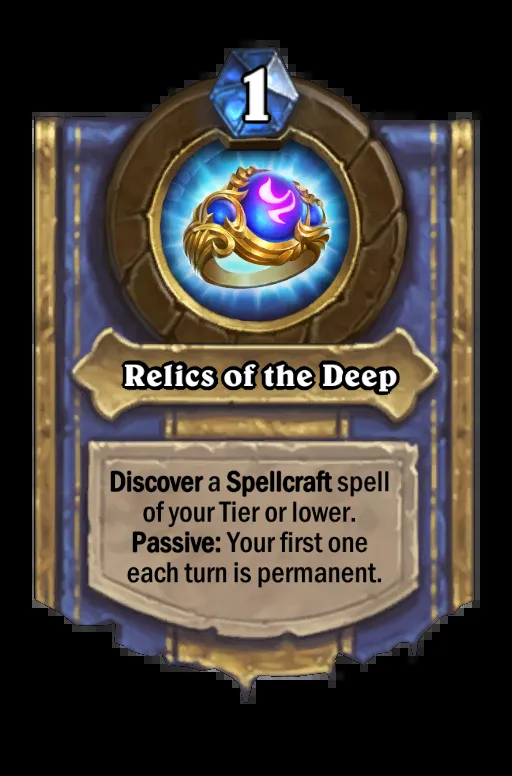 1
Relics of the Deep
Discover a Spellcraft spell
of your Tier or lower.
Passive: Your first one
each turn is permanent.